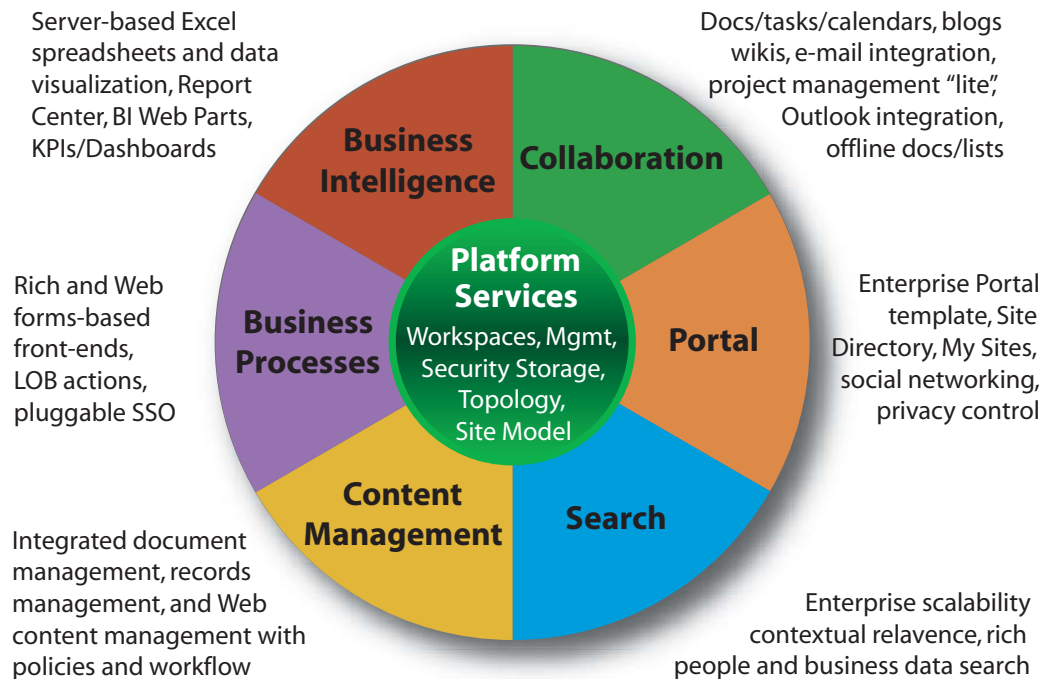 Server-based Excel
spreadsheets and data
visualization, Report
Center, BI Web Parts,
KPIs/Dashboards
Docs/tasks/calendars, blogs
wikis, e-mail integration,
project management “lite”,
Outlook integration,
offline docs/lists
Business
Intelligence
Collaboration
Rich and Web
forms-based
front-ends,
LOB actions,
pluggable SSO
Business
Processes
Platform
Services
Workspaces, Mgmt,
Security Storage,
Topology,
Site Model
Portal
Enterprise Portal
template, Site
Directory, My Sites,
social networking,
privacy control
Content
Management
Search
Integrated document
management, records
management, and Web
content management with
policies and workflow
Enterprise scalability
contextual relavence, rich
people and business data search